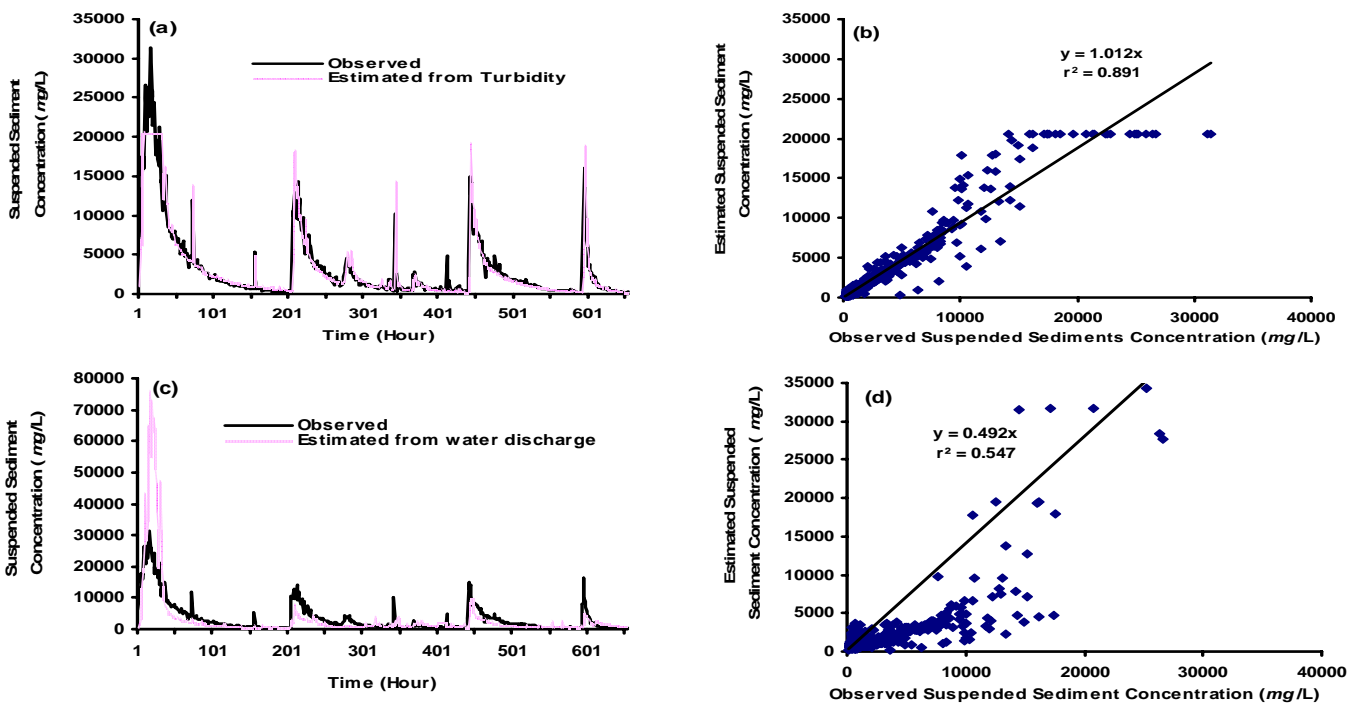 (a)
Suspended Sediment
Concentration (mg/L)
35000
30000
25000
20000
15000
10000
5000
0
Observed
Estimated from Turbidity
1 101 201 301 401 501 601
Time (Hour)
(b)
Estimated Suspended Sediment
Concentration (mg/L)
35000
30000
25000
20000
15000
10000
5000
0
y = 1.012x
r² = 0.891
0 10000 20000 30000 40000
Observed Suspended Sediments Concentration (mg/L)
(c)
Suspended Sediment
Concentration (mg/L)
80000
70000
60000
50000
40000
30000
20000
10000
0
Observed
Estimated from water discharge
1 101 201 301 401 501 601
Time (Hour)
(d)
Estimated Suspended
Sediment Concentration ( mg/L)
35000
30000
25000
20000
15000
10000
5000
0
y = 0.492x
r² = 0.547
0 10000 20000 30000 40000
Observed Suspended Sediment Concentration (mg/L)